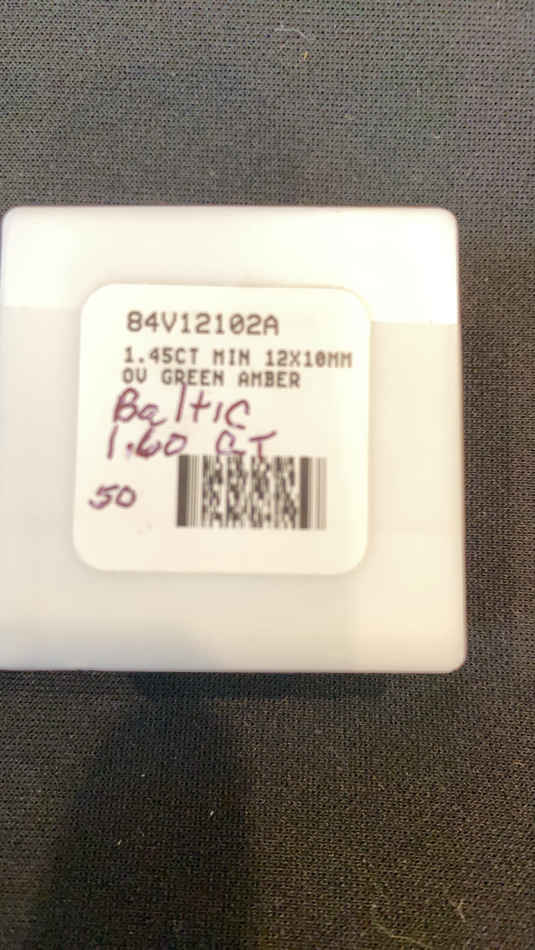 84V12102A
1.45CT MIN 12X10MM
OV GREEN AMBER
Baltic
1.60 CT
50